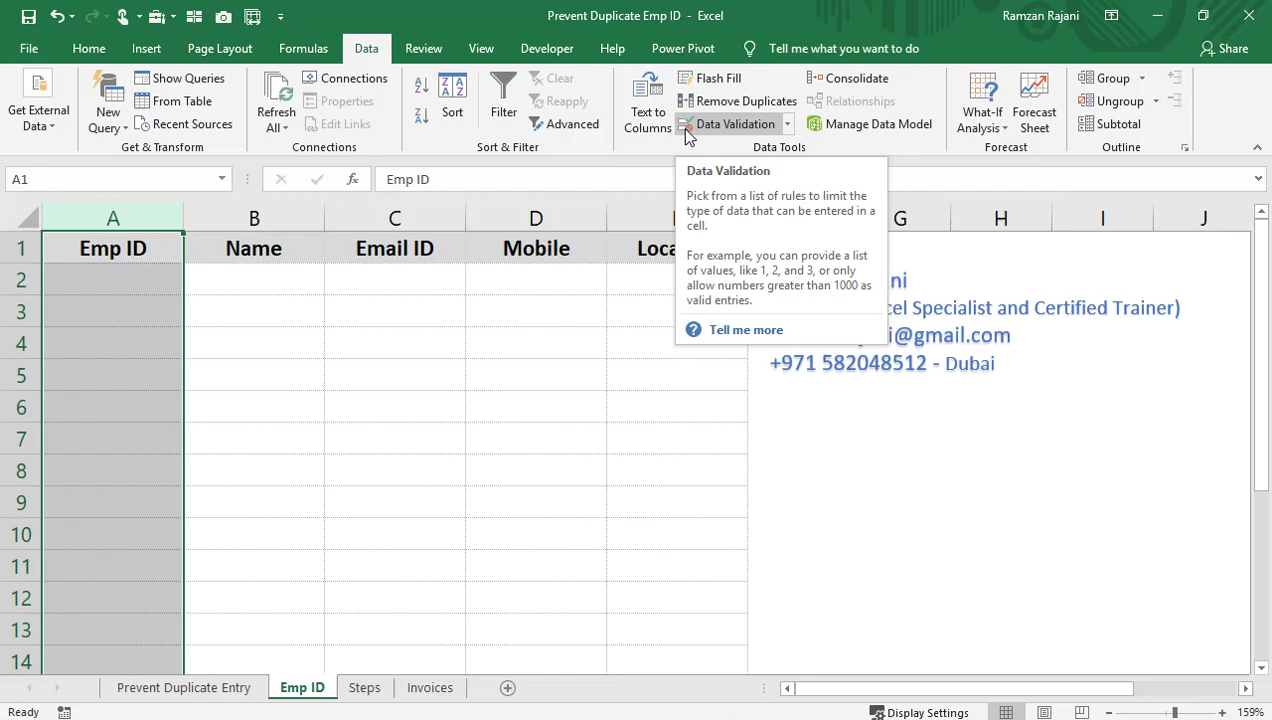 Prevent Duplicate Emp ID - Excel
Ramzan Rajani
File Home Insert Page Layout Formulas Data Review View Developer Help Power Pivot Tell me what you want to do Share
Get External Data
New Query
Show Queries
From Table
Recent Sources
Get & Transform
Refresh All
Connections
Properties
Edit Links
Connections
Sort
Filter
Clear
Reapply
Advanced
Sort & Filter
Text to Columns
Flash Fill
Remove Duplicates
Data Validation
Consolidate
Relationships
Manage Data Model
Data Tools
What-If Analysis
Forecast Sheet
Forecast
Group
Ungroup
Subtotal
Outline
A1
fx
Emp ID
Data Validation
Pick from a list of rules to limit the
type of data that can be entered in a
cell.
For example, you can provide a list
of values, like 1, 2, and 3, or only
allow numbers greater than 1000 as
valid entries.
Tell me more
A B C D G H I J
1 Emp ID Name Email ID Mobile Loca
2
3
4
5
6
7
8
9
10
11
12
13
14
ni
cel Specialist and Certified Trainer)
i@gmail.com
+971 582048512 - Dubai
Prevent Duplicate Entry Emp ID Steps Invoices
Ready
Display Settings
159%